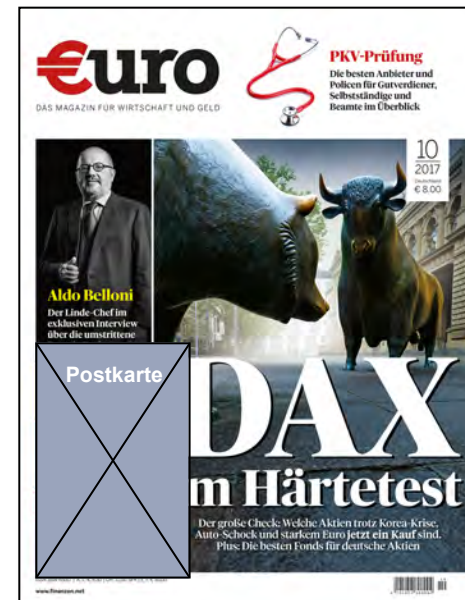 €uro
DAS MAGAZIN FÜR WIRTSCHAFT UND GELD
PKV-Prüfung
Die besten Anbieter und
Policen für Gutverdiener,
Selbstständige und
Beamte im Überblick
10
2017
Deutschland
€ 8,00
Aldo Belloni
Der Linde-Chef im
exklusiven Interview
über die umstrittene
Postkarte
DAX
m Härtetest
Der große Check: Welche Aktien trotz Korea-Krise,
Auto-Schock und starkem Euro jetzt ein Kauf sind.
Plus: Die besten Fonds für deutsche Aktien
www.finanzen.net